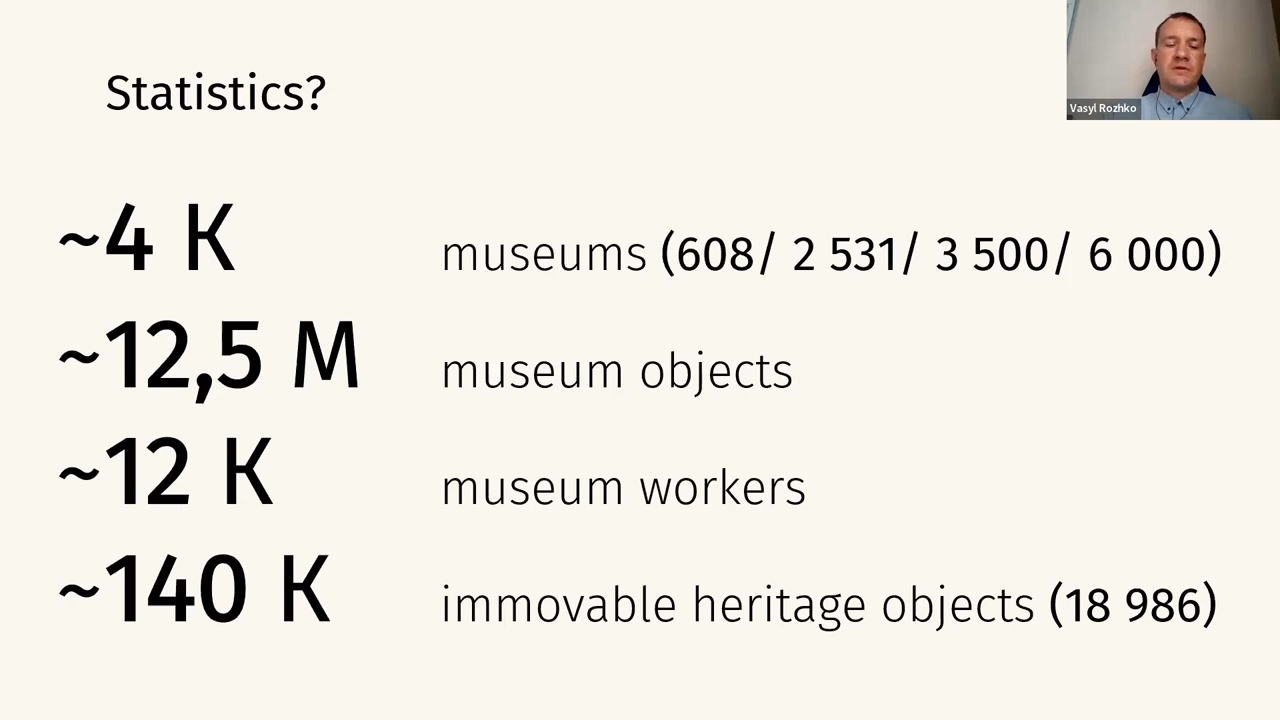 Statistics?
Vasyl Rozhko
~4 K museums (608/ 2 531/ 3 500/ 6 000)
~12,5 M museum objects
~12 K museum workers
~140 K immovable heritage objects (18 986)